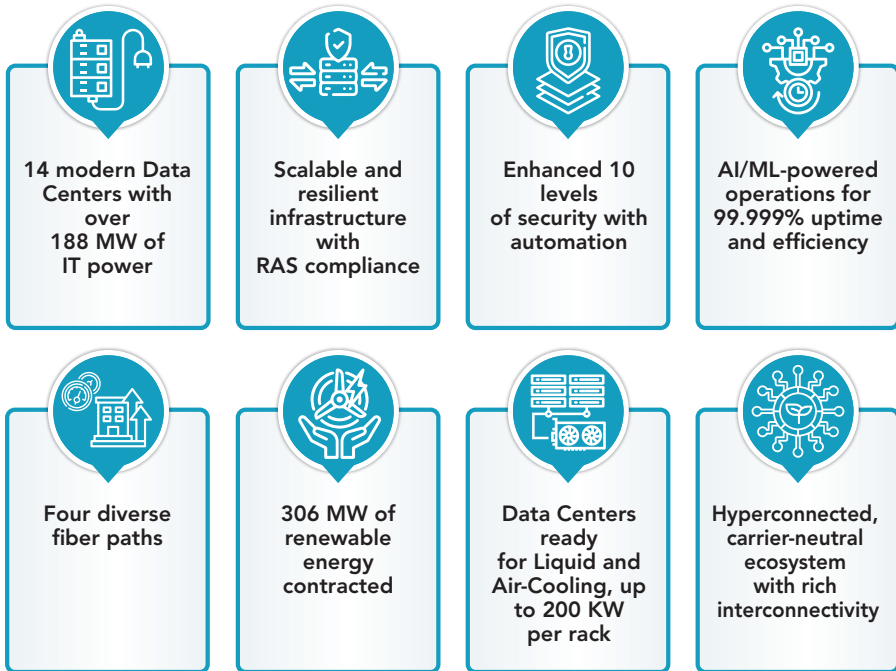 14 modern Data
Centers with
over
188 MW of
IT power
Scalable and
resilient
infrastructure
with
RAS compliance
Enhanced 10
levels
of security with
automation
AI/ML-powered
operations for
99.999% uptime
and efficiency
Four diverse
fiber paths
306 MW of
renewable
energy
contracted
Data Centers
ready
for Liquid and
Air-Cooling, up
to 200 KW
per rack
Hyperconnected,
carrier-neutral
ecosystem
with rich
interconnectivity